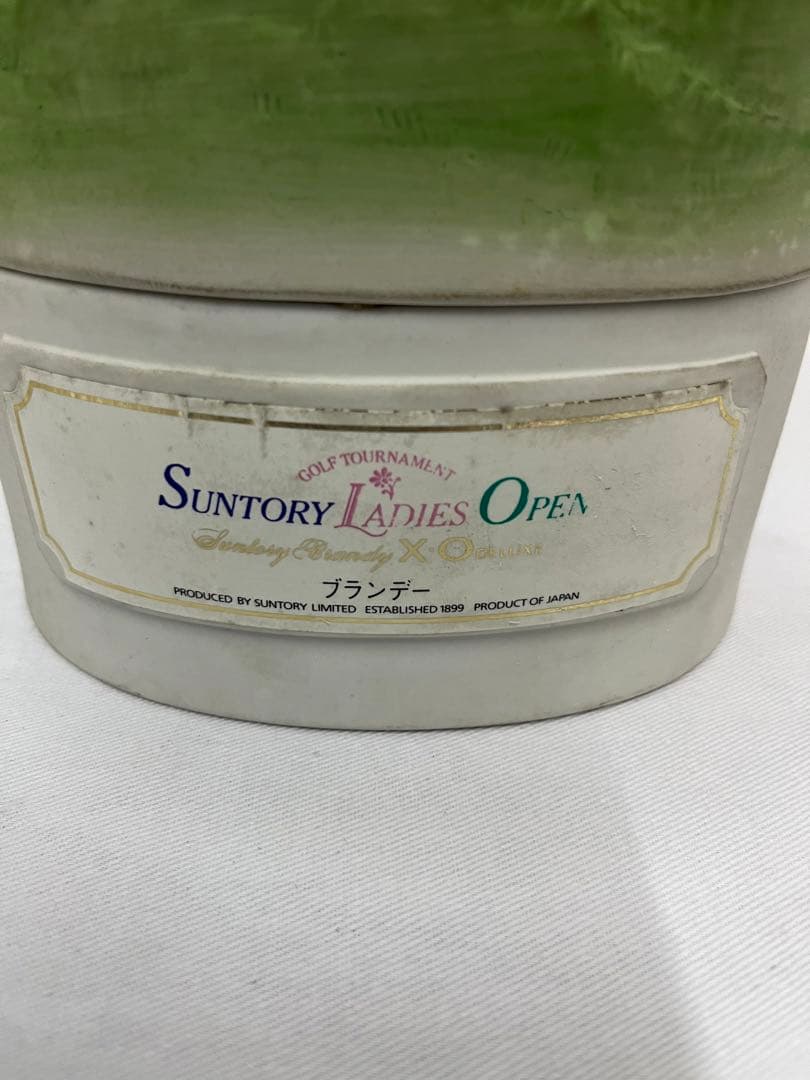 GOLF TOURNAMENT
SUNTORY LADIES OPEN
Suntory Brandy X·O DELUXE
ブランデー
PRODUCED BY SUNTORY LIMITED ESTABLISHED 1899 PRODUCT OF JAPAN